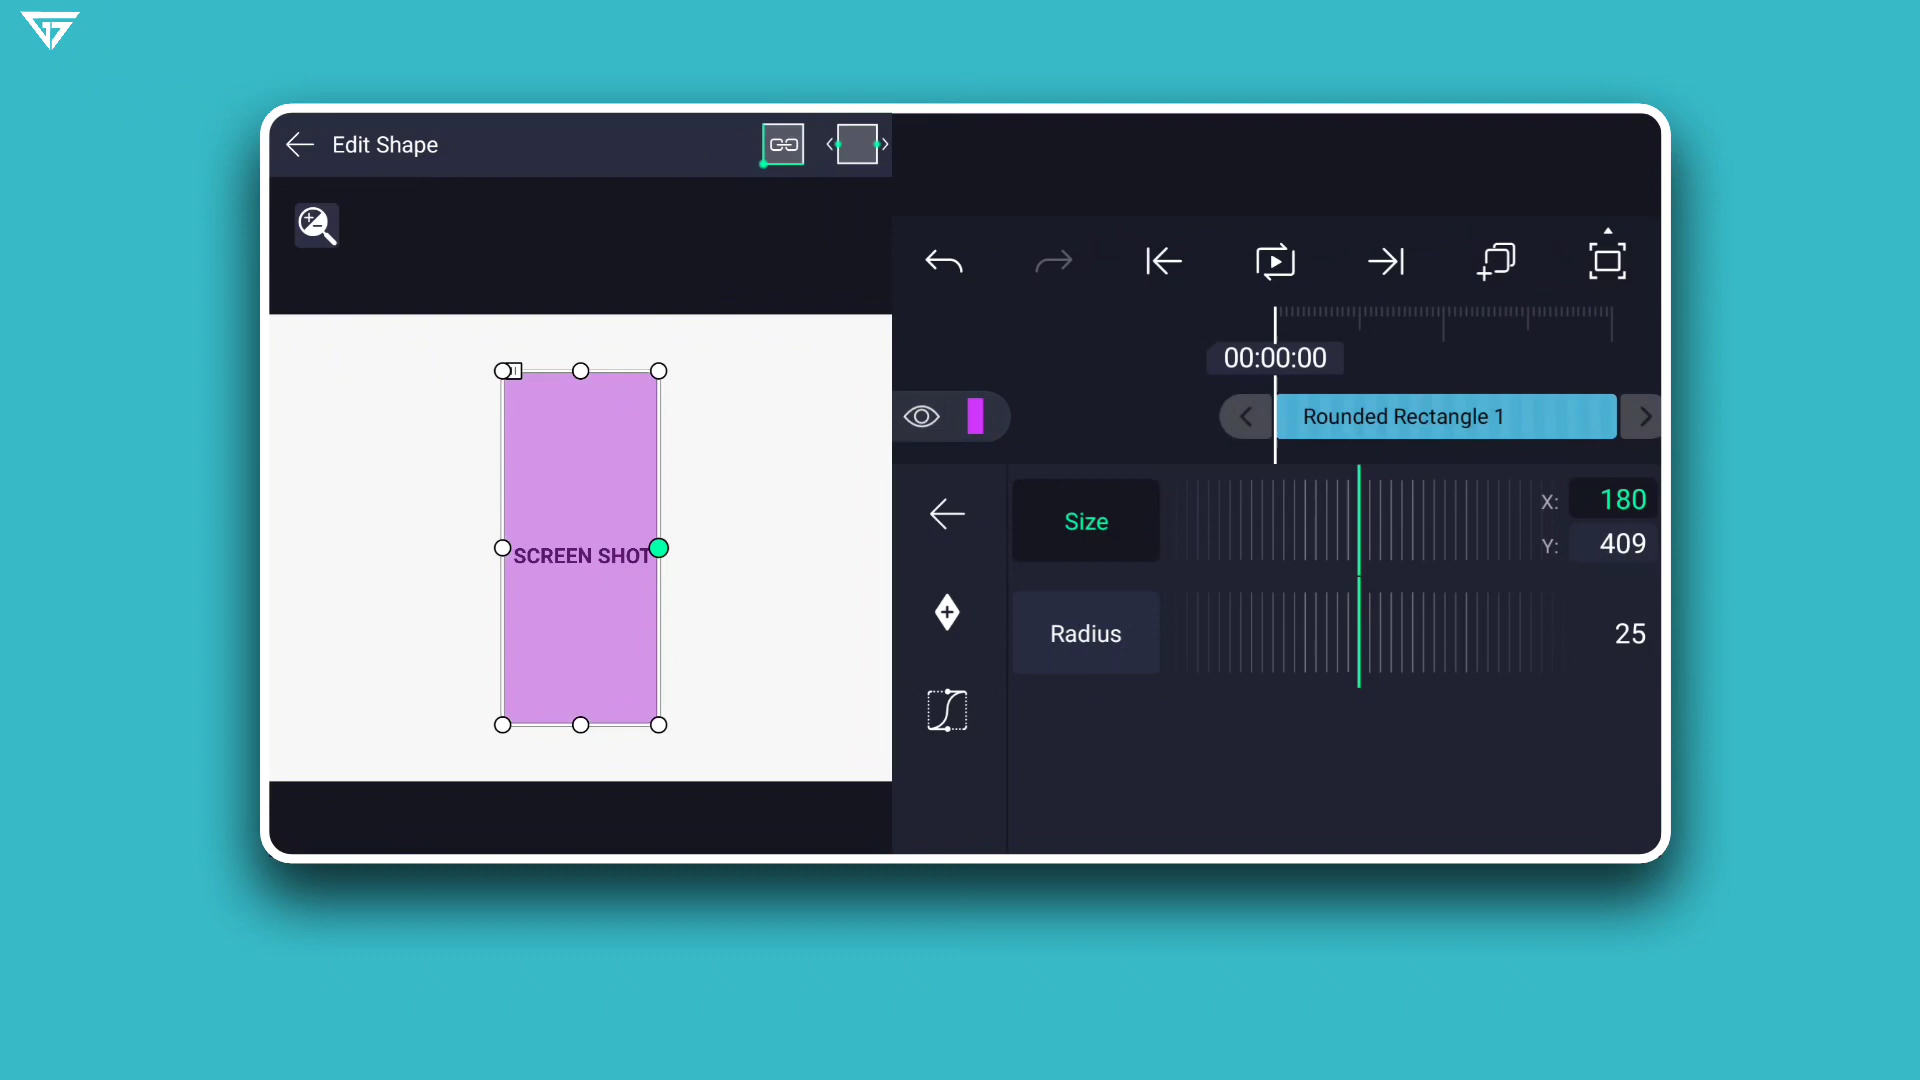 Edit Shape
00:00:00
Rounded Rectangle 1
Size
X: 180
Y: 409
SCREEN SHOT
Radius
25